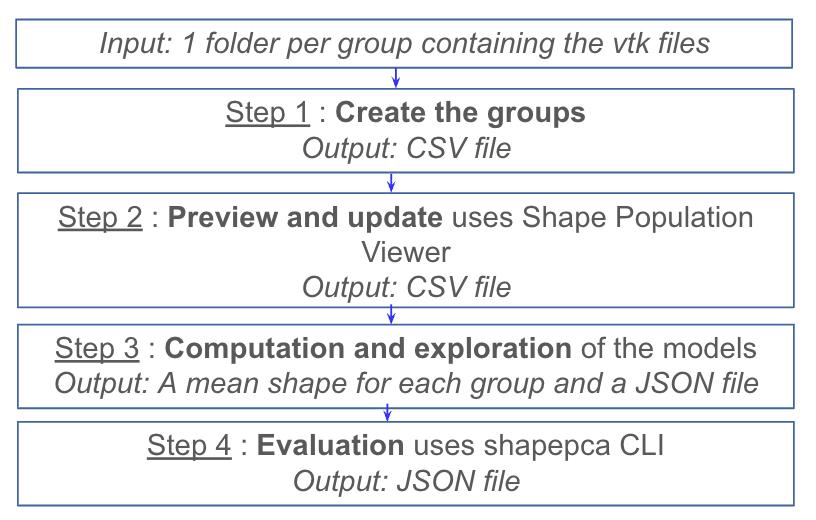 Input: 1 folder per group containing the vtk files
Step 1 : Create the groups
Output: CSV file
Step 2 : Preview and update uses Shape Population
Viewer
Output: CSV file
Step 3 : Computation and exploration of the models
Output: A mean shape for each group and a JSON file
Step 4 : Evaluation uses shapepca CLI
Output: JSON file